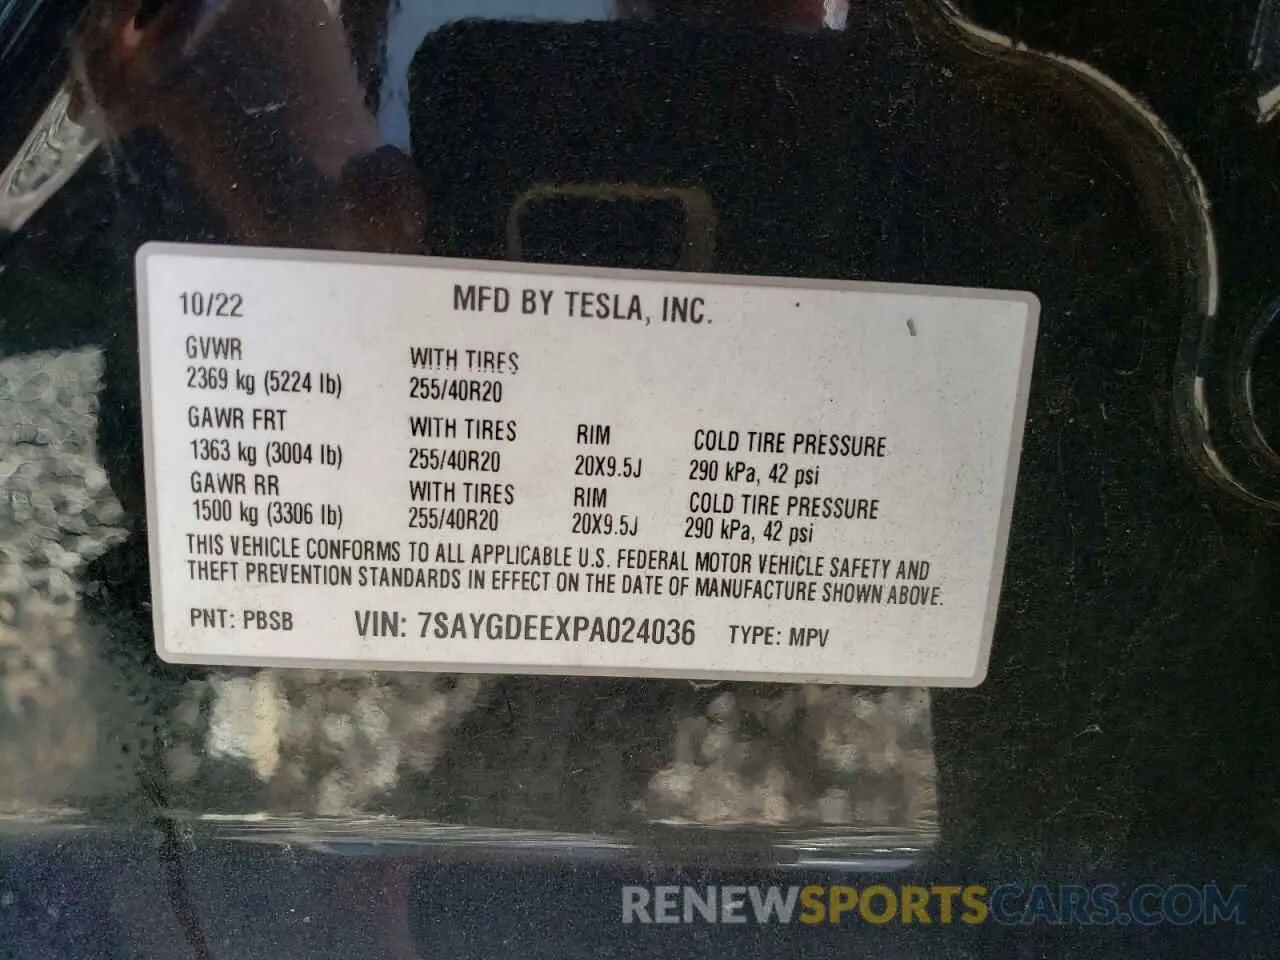 10/22 MFD BY TESLA, INC.
GVWR WITH TIRES
2369 kg (5224 lb) 255/40R20
GAWR FRT WITH TIRES RIM COLD TIRE PRESSURE
1363 kg (3004 lb) 255/40R20 20X9.5J 290 kPa, 42 psi
GAWR RR WITH TIRES RIM COLD TIRE PRESSURE
1500 kg (3306 lb) 255/40R20 20X9.5J 290 kPa, 42 psi
THIS VEHICLE CONFORMS TO ALL APPLICABLE U.S. FEDERAL MOTOR VEHICLE SAFETY AND
THEFT PREVENTION STANDARDS IN EFFECT ON THE DATE OF MANUFACTURE SHOWN ABOVE.
PNT: PBSB VIN: 7SAYGDEEXPA024036 TYPE: MPV
RENEWSPORTSCARS.COM